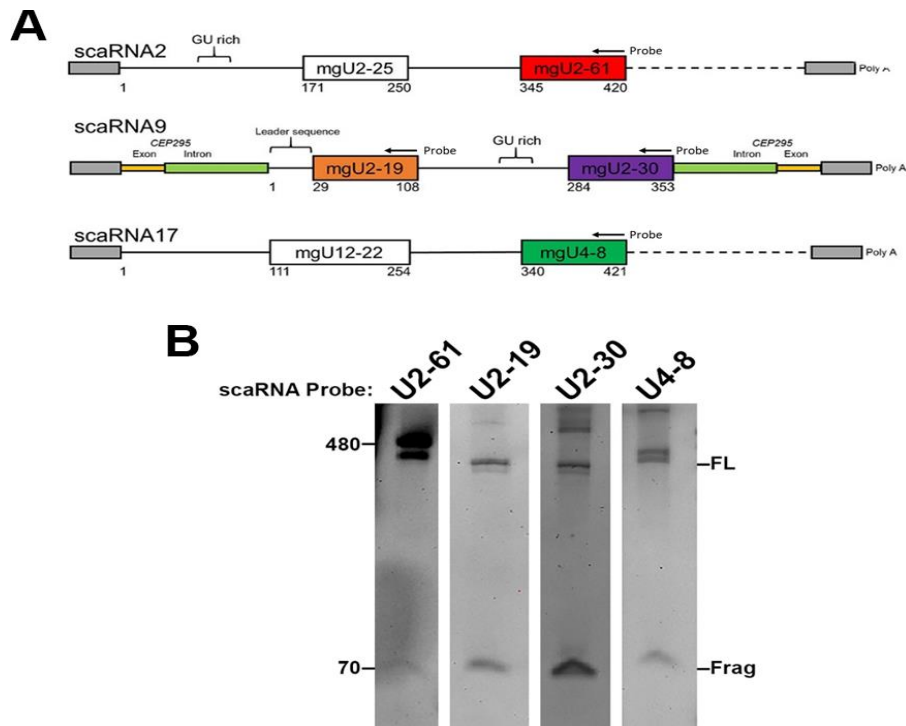 A
scaRNA2
GU rich
Probe
mgU2-25
mgU2-61
Poly A
1
171
250
345
420
scaRNA9
CEP295
Exon
Intron
Leader sequence
Probe
GU rich
Probe
CEP295
Intron
Exon
mgU2-19
mgU2-30
Poly A
1
29
108
284
353
scaRNA17
Probe
mgU12-22
mgU4-8
Poly A
1
111
254
340
421
B
scaRNA Probe:
U2-61
U2-19
U2-30
U4-8
480
FL
70
Frag